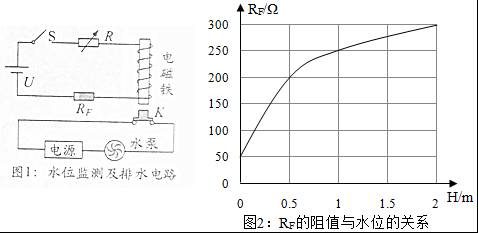 S
R
电磁铁
U
R_F
K
电源
水泵
图1：水位监测及排水电路
R_F/Ω
300
250
200
150
100
50
0
0
0.5
1
1.5
2
H/m
图2：R_F的阻值与水位的关系